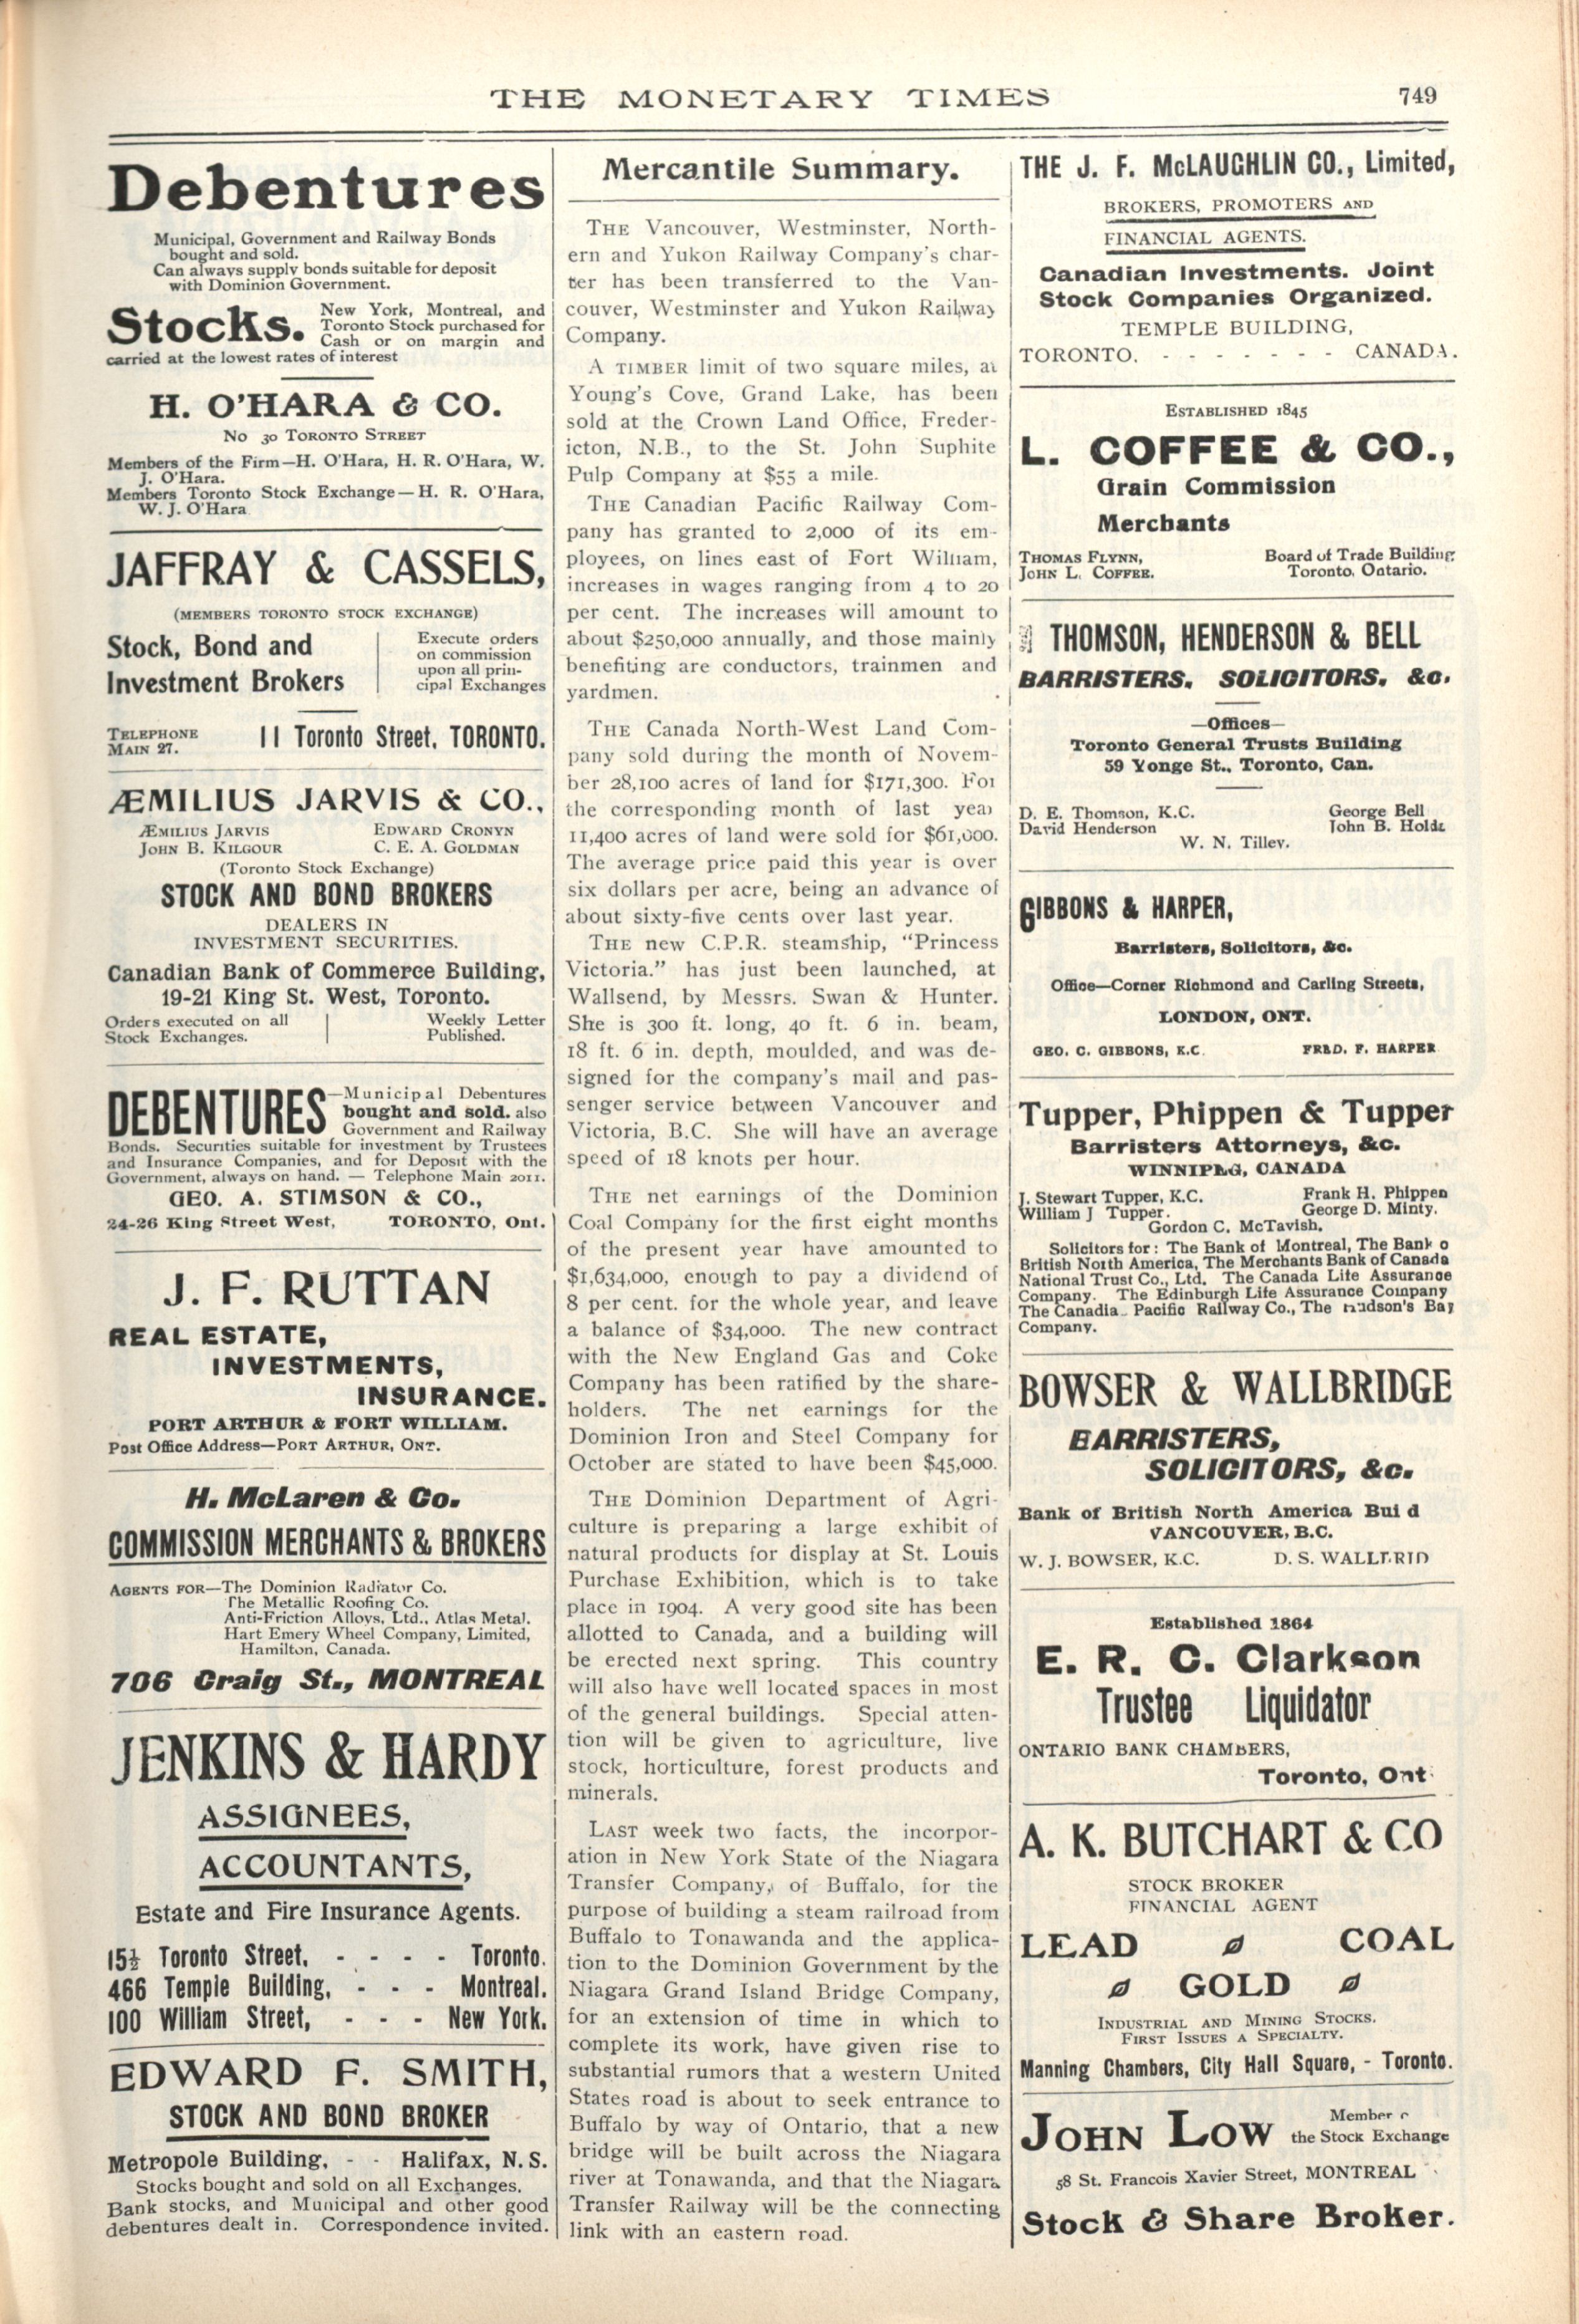 THE MONETARY TIMES
749
Debentures
Municipal, Government and Railway Bonds
bought and sold.
Can always supply bonds suitable for deposit
with Dominion Government.
Stocks.
New York, Montreal, and
Toronto Stock purchased for
Cash or on margin and
carried at the lowest rates of interest
H. O'HARA & CO.
No 30 TORONTO STREET
Members of the Firm—H. O'Hara, H. R. O'Hara, W.
J. O'Hara.
Members Toronto Stock Exchange—H. R. O'Hara,
W. J. O'Hara
JAFFRAY & CASSELS,
(MEMBERS TORONTO STOCK EXCHANGE)
Stock, Bond and
Investment Brokers
Execute orders
on commission
upon all prin-
cipal Exchanges
TELEPHONE
MAIN 27.
11 Toronto Street, TORONTO.
ÆMILIUS JARVIS & CO.,
ÆMILIUS JARVIS EDWARD CRONYN
JOHN B. KILGOUR C. E. A. GOLDMAN
(Toronto Stock Exchange)
STOCK AND BOND BROKERS
DEALERS IN
INVESTMENT SECURITIES.
Canadian Bank of Commerce Building,
19-21 King St. West, Toronto.
Orders executed on all
Stock Exchanges.
Weekly Letter
Published.
DEBENTURES
—Municipal Debentures
bought and sold. also
Government and Railway
Bonds. Securities suitable for investment by Trustees
and Insurance Companies, and for Deposit with the
Government, always on hand. — Telephone Main 2011.
GEO. A. STIMSON & CO.,
24-26 King Street West, TORONTO, Ont.
J. F. RUTTAN
REAL ESTATE,
INVESTMENTS,
INSURANCE.
PORT ARTHUR & FORT WILLIAM.
Post Office Address—PORT ARTHUR, ONT.
H. McLaren & Co.
COMMISSION MERCHANTS & BROKERS
AGENTS FOR—The Dominion Radiator Co.
The Metallic Roofing Co.
Anti-Friction Alloys, Ltd., Atlas Metal.
Hart Emery Wheel Company, Limited,
Hamilton, Canada.
706 Craig St., MONTREAL
JENKINS & HARDY
ASSIGNEES,
ACCOUNTANTS,
Estate and Fire Insurance Agents.
15½ Toronto Street, - - - - Toronto.
466 Temple Building, - - - Montreal.
100 William Street, - - - New York.
EDWARD F. SMITH,
STOCK AND BOND BROKER
Metropole Building, - - Halifax, N. S.
Stocks bought and sold on all Exchanges.
Bank stocks, and Municipal and other good
debentures dealt in. Correspondence invited.
Mercantile Summary.
THE Vancouver, Westminster, North-
ern and Yukon Railway Company's char-
ter has been transferred to the Van-
couver, Westminster and Yukon Railway
Company.
A TIMBER limit of two square miles, at
Young's Cove, Grand Lake, has been
sold at the Crown Land Office, Freder-
icton, N.B., to the St. John Suphite
Pulp Company at $55 a mile.
THE Canadian Pacific Railway Com-
pany has granted to 2,000 of its em-
ployees, on lines east of Fort William,
increases in wages ranging from 4 to 20
per cent. The increases will amount to
about $250,000 annually, and those mainly
benefiting are conductors, trainmen and
yardmen.
THE Canada North-West Land Com-
pany sold during the month of Novem-
ber 28,100 acres of land for $171,300. For
the corresponding month of last year
11,400 acres of land were sold for $61,000.
The average price paid this year is over
six dollars per acre, being an advance of
about sixty-five cents over last year.
THE new C.P.R. steamship, "Princess
Victoria." has just been launched, at
Wallsend, by Messrs. Swan & Hunter.
She is 300 ft. long, 40 ft. 6 in. beam,
18 ft. 6 in. depth, moulded, and was de-
signed for the company's mail and pas-
senger service between Vancouver and
Victoria, B.C. She will have an average
speed of 18 knots per hour.
THE net earnings of the Dominion
Coal Company for the first eight months
of the present year have amounted to
$1,634,000, enough to pay a dividend of
8 per cent. for the whole year, and leave
a balance of $34,000. The new contract
with the New England Gas and Coke
Company has been ratified by the share-
holders. The net earnings for the
Dominion Iron and Steel Company for
October are stated to have been $45,000.
THE Dominion Department of Agri-
culture is preparing a large exhibit of
natural products for display at St. Louis
Purchase Exhibition, which is to take
place in 1904. A very good site has been
allotted to Canada, and a building will
be erected next spring. This country
will also have well located spaces in most
of the general buildings. Special atten-
tion will be given to agriculture, live
stock, horticulture, forest products and
minerals.
LAST week two facts, the incorpor-
ation in New York State of the Niagara
Transfer Company, of Buffalo, for the
purpose of building a steam railroad from
Buffalo to Tonawanda and the applica-
tion to the Dominion Government by the
Niagara Grand Island Bridge Company,
for an extension of time in which to
complete its work, have given rise to
substantial rumors that a western United
States road is about to seek entrance to
Buffalo by way of Ontario, that a new
bridge will be built across the Niagara
river at Tonawanda, and that the Niagara
Transfer Railway will be the connecting
link with an eastern road.
THE J. F. McLAUGHLIN CO., Limited,
BROKERS, PROMOTERS AND
FINANCIAL AGENTS.
Canadian Investments. Joint
Stock Companies Organized.
TEMPLE BUILDING,
TORONTO. - - - - - - - CANADA.
ESTABLISHED 1845
L. COFFEE & CO.,
Grain Commission
Merchants
THOMAS FLYNN,
JOHN L. COFFEE.
Board of Trade Building
Toronto, Ontario.
THOMSON, HENDERSON & BELL
BARRISTERS, SOLICITORS, &c.
—Offices—
Toronto General Trusts Building
59 Yonge St., Toronto, Can.
D. E. Thomson, K.C. George Bell
David Henderson John B. Holde
W. N. Tilley.
GIBBONS & HARPER,
Barristers, Solicitors, &c.
Office—Corner Richmond and Carling Streets,
LONDON, ONT.
GEO. C. GIBBONS, K.C. FRED. F. HARPER
Tupper, Phippen & Tupper
Barristers Attorneys, &c.
WINNIPEG, CANADA
J. Stewart Tupper, K.C. Frank H. Phippen
William J Tupper. George D. Minty.
Gordon C. McTavish.
Solicitors for: The Bank of Montreal, The Bank o
British North America, The Merchants Bank of Canada
National Trust Co., Ltd. The Canada Life Assurance
Company. The Edinburgh Life Assurance Company
The Canadia Pacific Railway Co., The Hudson's Bay
Company.
BOWSER & WALLBRIDGE
BARRISTERS,
SOLICITORS, &c.
Bank of British North America Bui d
VANCOUVER, B.C.
W. J. BOWSER, K.C. D. S. WALLBRID
Established 1864
E. R. C. Clarkson
Trustee Liquidator
ONTARIO BANK CHAMBERS,
Toronto, Ont.
A. K. BUTCHART & CO
STOCK BROKER
FINANCIAL AGENT
LEAD COAL
GOLD
INDUSTRIAL AND MINING STOCKS.
FIRST ISSUES A SPECIALTY.
Manning Chambers, City Hall Square, - Toronto.
JOHN LOW
Member
the Stock Exchange
58 St. Francois Xavier Street, MONTREAL
Stock & Share Broker.